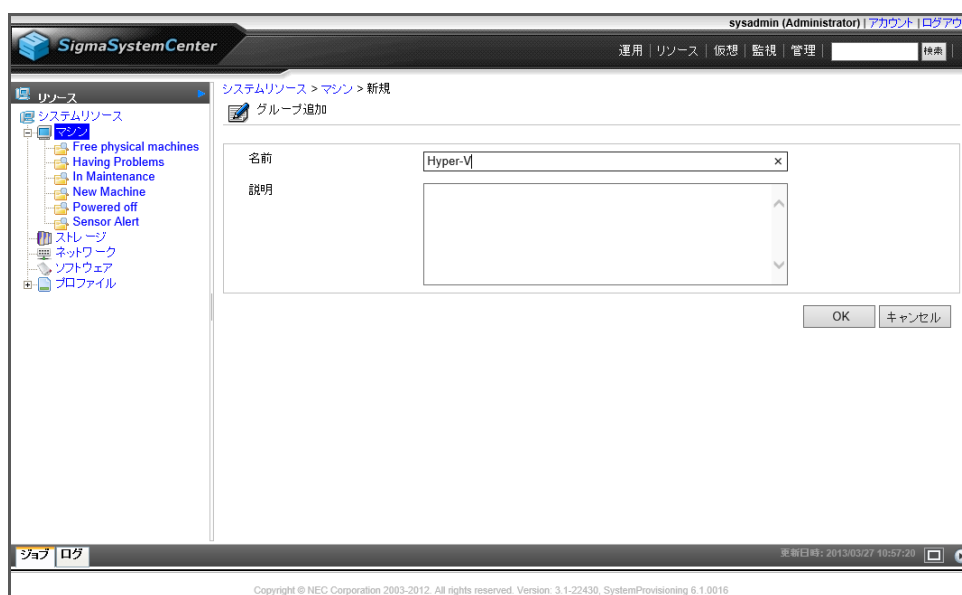 sysadmin (Administrator) | アカウント | ログアウ
SigmaSystemCenter
運用 | リソース | 仮想 | 監視 | 管理 |
検索 |
リソース
システムリソース
マシン
Free physical machines
Having Problems
In Maintenance
New Machine
Powered off
Sensor Alert
ストレージ
ネットワーク
ソフトウェア
プロファイル
システムリソース > マシン > 新規
グループ追加
名前
Hyper-V
説明
OK
キャンセル
ジョブ
ログ
更新日時: 2013/03/27 10:57:20
Copyright © NEC Corporation 2003-2012. All rights reserved. Version: 3.1-22430, SystemProvisioning 6.1.0016